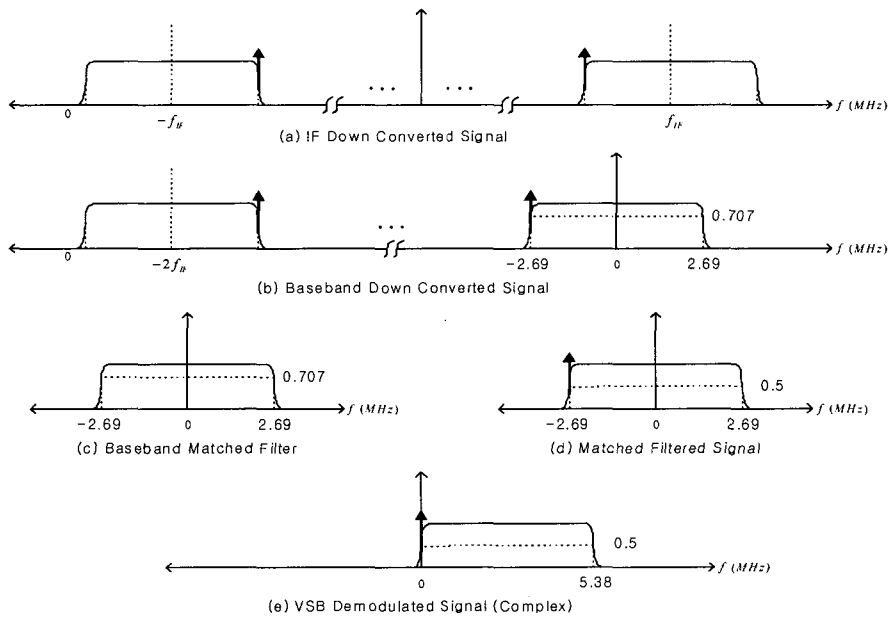 ... ...
f (MHz)
0
−f_IF
f_IF
(a) IF Down Converted Signal
...
0.707
f (MHz)
0
−2f_IF
−2.69
0
2.69
(b) Baseband Down Converted Signal
0.707
f (MHz)
−2.69
0
2.69
(c) Baseband Matched Filter
0.5
f (MHz)
−2.69
0
2.69
(d) Matched Filtered Signal
0.5
f (MHz)
0
5.38
(e) VSB Demodulated Signal (Complex)